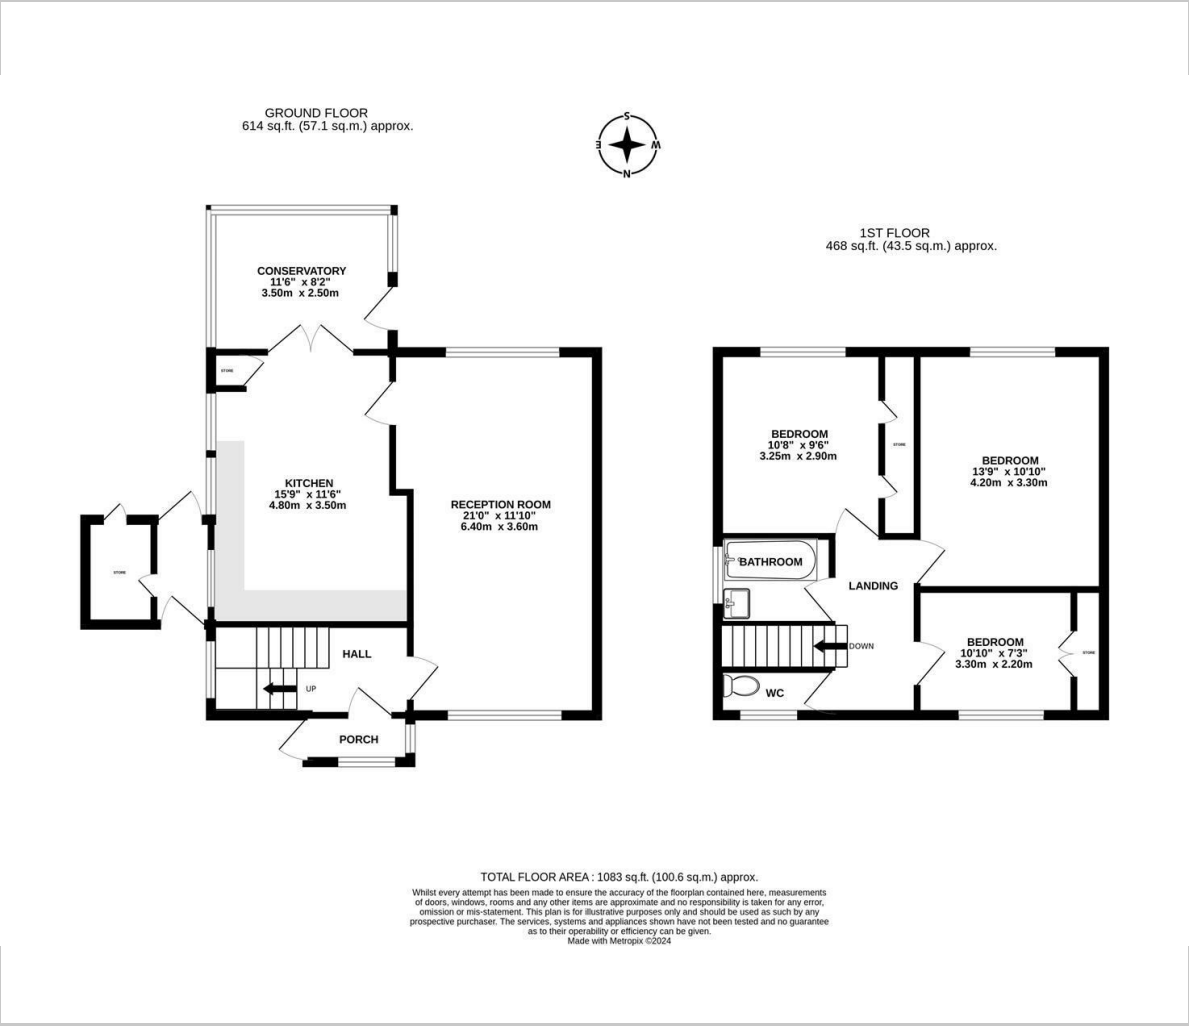 GROUND FLOOR
614 sq.ft. (57.1 sq.m.) approx.
S
E
W
N
1ST FLOOR
468 sq.ft. (43.5 sq.m.) approx.
CONSERVATORY
11'6" x 8'2"
3.50m x 2.50m
STORE
KITCHEN
15'9" x 11'6"
4.80m x 3.50m
RECEPTION ROOM
21'0" x 11'10"
6.40m x 3.60m
STORE
HALL
UP
PORCH
BEDROOM
10'8" x 9'6"
3.25m x 2.90m
STORE
BEDROOM
13'9" x 10'10"
4.20m x 3.30m
BATHROOM
LANDING
DOWN
BEDROOM
10'10" x 7'3"
3.30m x 2.20m
STORE
WC
TOTAL FLOOR AREA : 1083 sq.ft. (100.6 sq.m.) approx.
Whilst every attempt has been made to ensure the accuracy of the floorplan contained here, measurements
of doors, windows, rooms and any other items are approximate and no responsibility is taken for any error,
omission or mis-statement. This plan is for illustrative purposes only and should be used as such by any
prospective purchaser. The services, systems and appliances shown have not been tested and no guarantee
as to their operability or efficiency can be given.
Made with Metropix ©2024